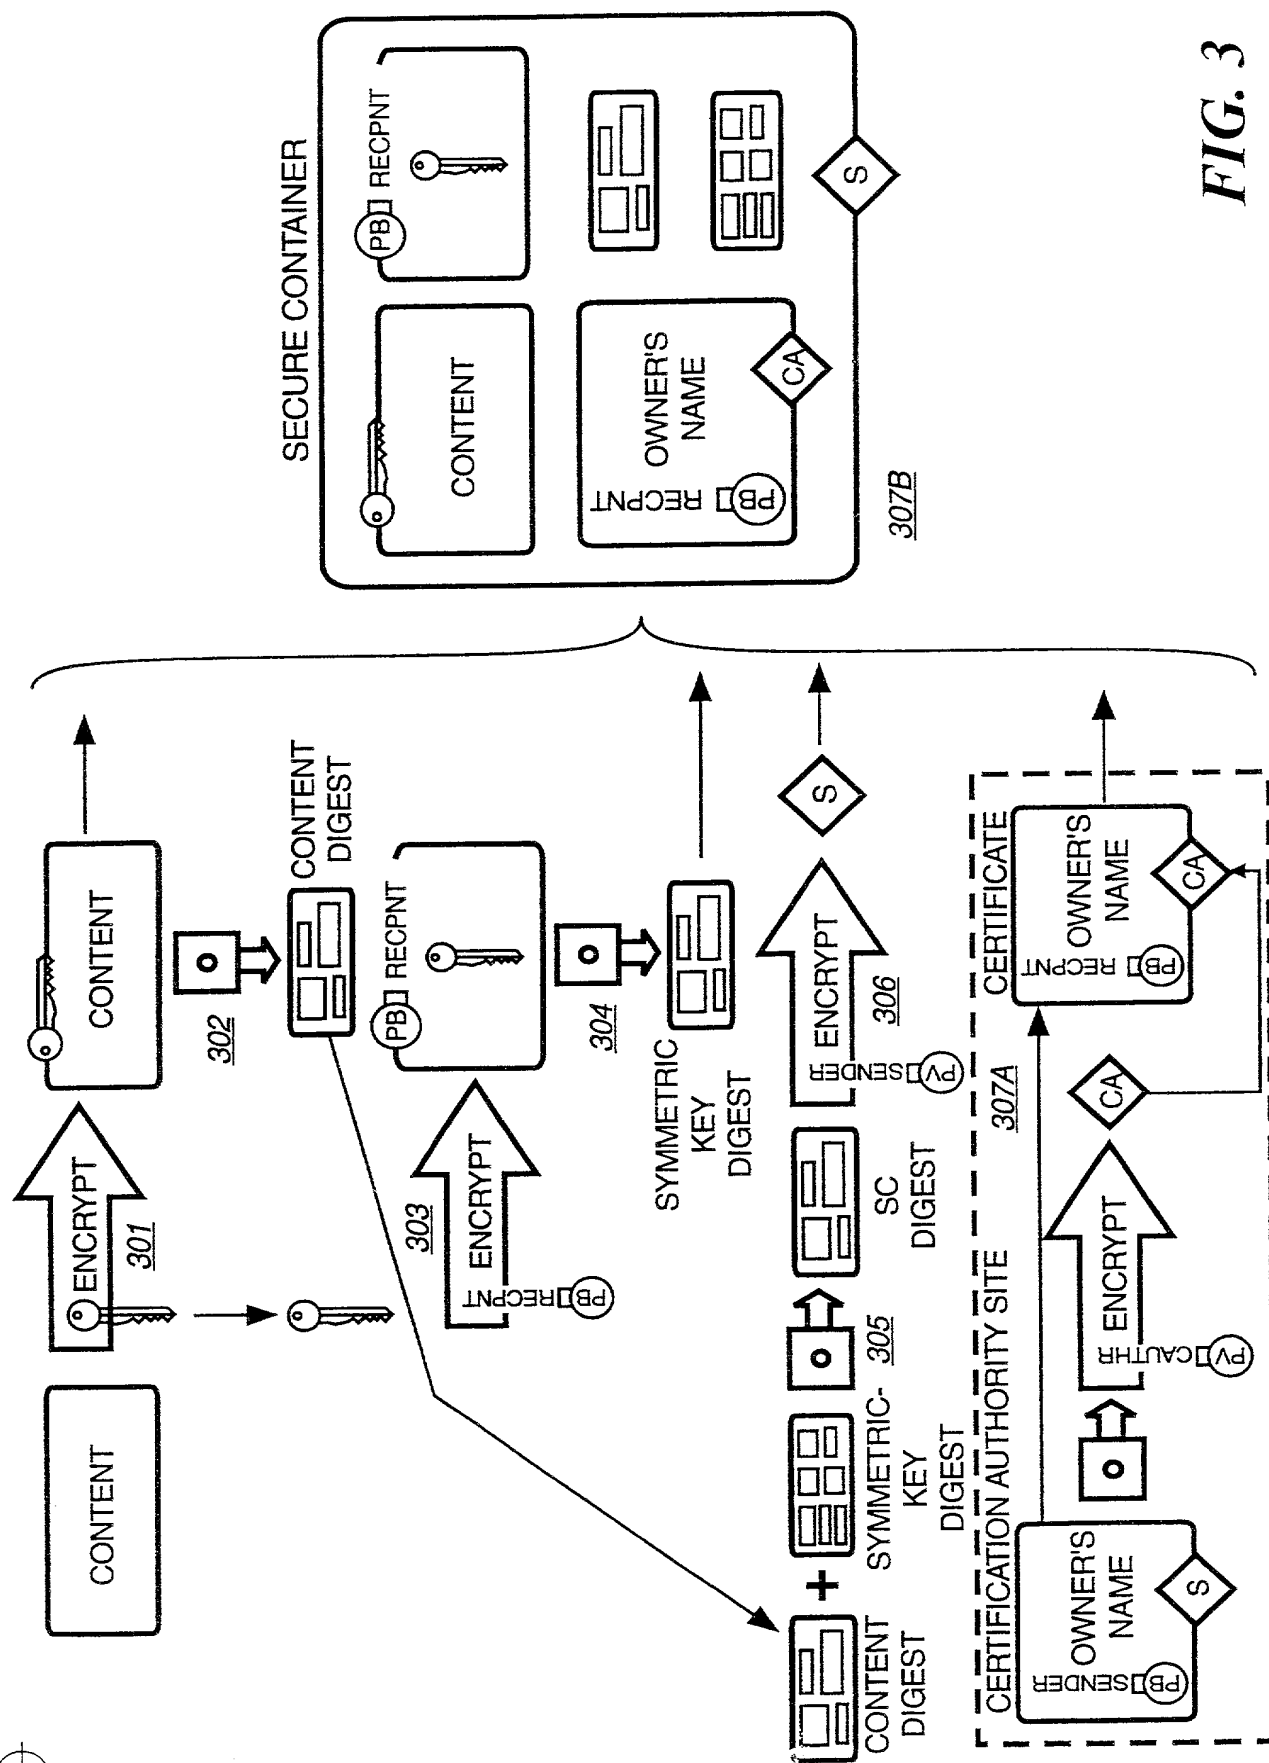 CONTENT
ENCRYPT
301
CONTENT
302
CONTENT
DIGEST
ENCRYPT
303
RECPNT
PB
PB
RECPNT
304
SYMMETRIC
KEY
DIGEST
CONTENT
DIGEST
+
SYMMETRIC-
KEY
DIGEST
305
SC
DIGEST
ENCRYPT
306
SENDER
PV
S
CERTIFICATION AUTHORITY SITE
307A
CERTIFICATE
OWNER'S
NAME
SENDER
PB
S
ENCRYPT
CAUTHR
PV
CA
OWNER'S
NAME
RECPNT
PB
CA
SECURE CONTAINER
CONTENT
PB
RECPNT
OWNER'S
NAME
RECPNT
PB
CA
S
307B
FIG. 3